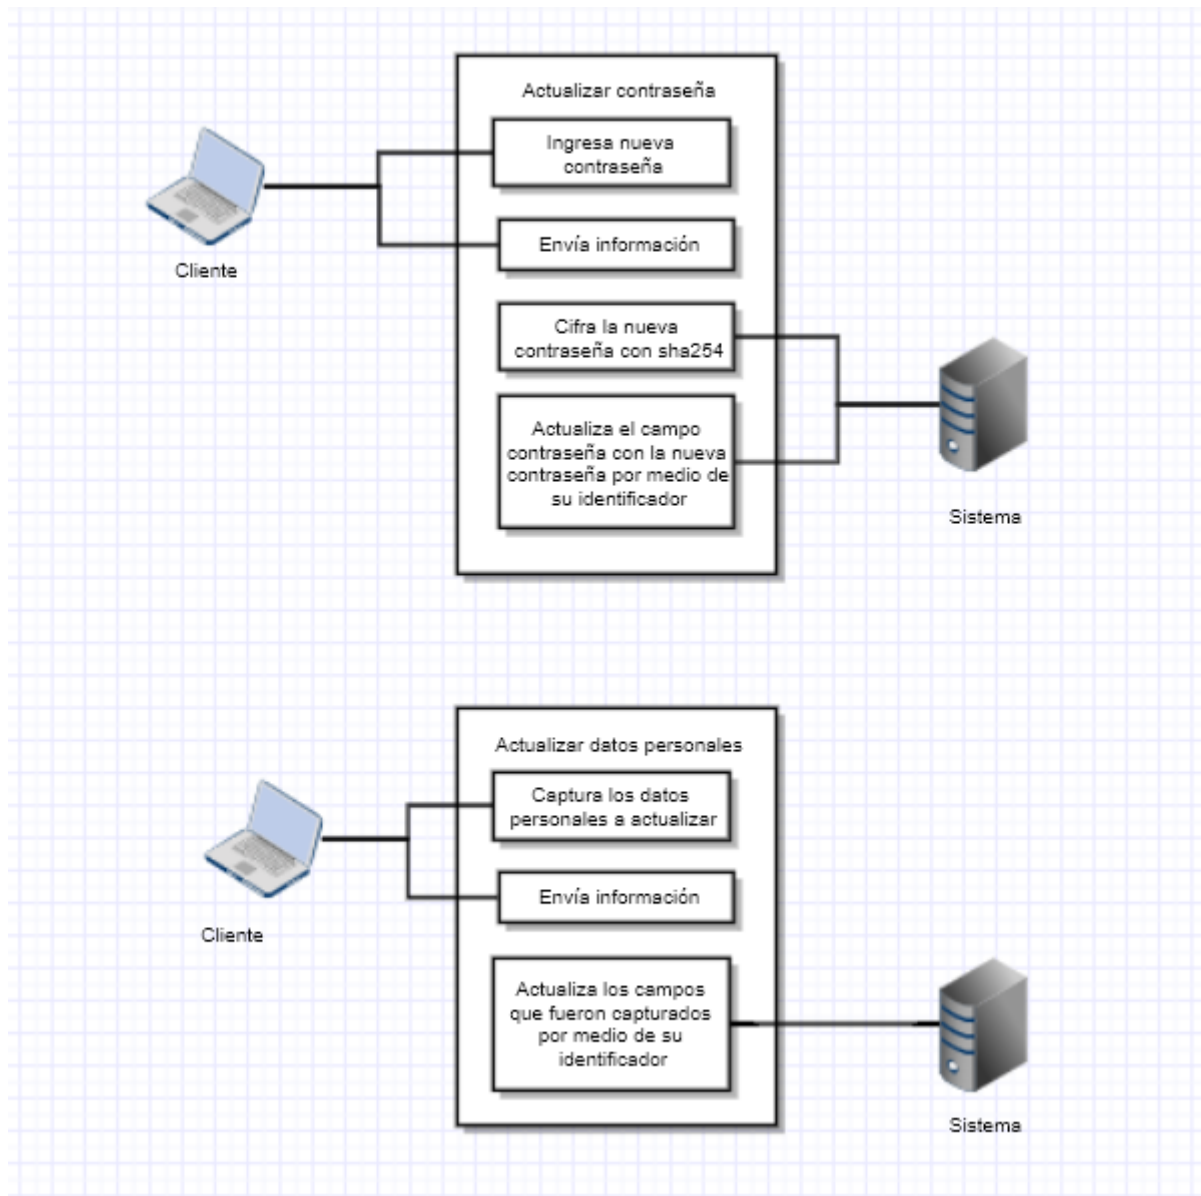 Actualizar contraseña
Ingresa nueva
contraseña
Envía información
Cliente
Cifra la nueva
contraseña con sha254
Actualiza el campo
contraseña con la nueva
contraseña por medio de
su identificador
Sistema
Actualizar datos personales
Captura los datos
personales a actualizar
Envía información
Cliente
Actualiza los campos
que fueron capturados
por medio de su
identificador
Sistema